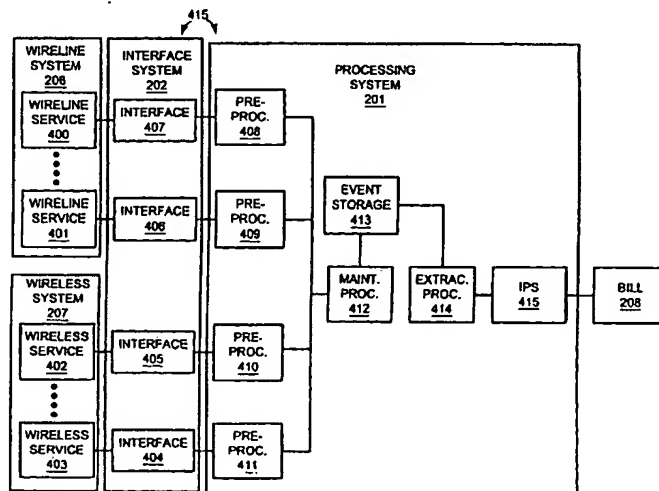 415
WIRELINE
SYSTEM
206
WIRELINE
SERVICE
400
WIRELINE
SERVICE
401
WIRELESS
SYSTEM
207
WIRELESS
SERVICE
402
WIRELESS
SERVICE
403
INTERFACE
SYSTEM
202
INTERFACE
407
INTERFACE
406
INTERFACE
405
INTERFACE
404
PROCESSING
SYSTEM
201
PRE-
PROC.
408
PRE-
PROC.
409
PRE-
PROC.
410
PRE-
PROC.
411
EVENT
STORAGE
413
MAINT.
PROC.
412
EXTRAC.
PROC.
414
IPS
415
BILL
208